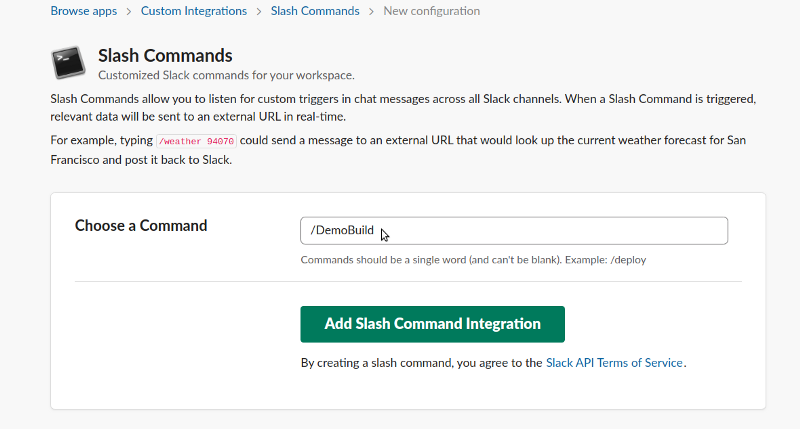 Browse apps > Custom Integrations > Slash Commands > New configuration
Slash Commands
Customized Slack commands for your workspace.
Slash Commands allow you to listen for custom triggers in chat messages across all Slack channels. When a Slash Command is triggered,
relevant data will be sent to an external URL in real-time.
For example, typing /weather 94070 could send a message to an external URL that would look up the current weather forecast for San
Francisco and post it back to Slack.
Choose a Command
/DemoBuild
Commands should be a single word (and can't be blank). Example: /deploy
Add Slash Command Integration
By creating a slash command, you agree to the Slack API Terms of Service.